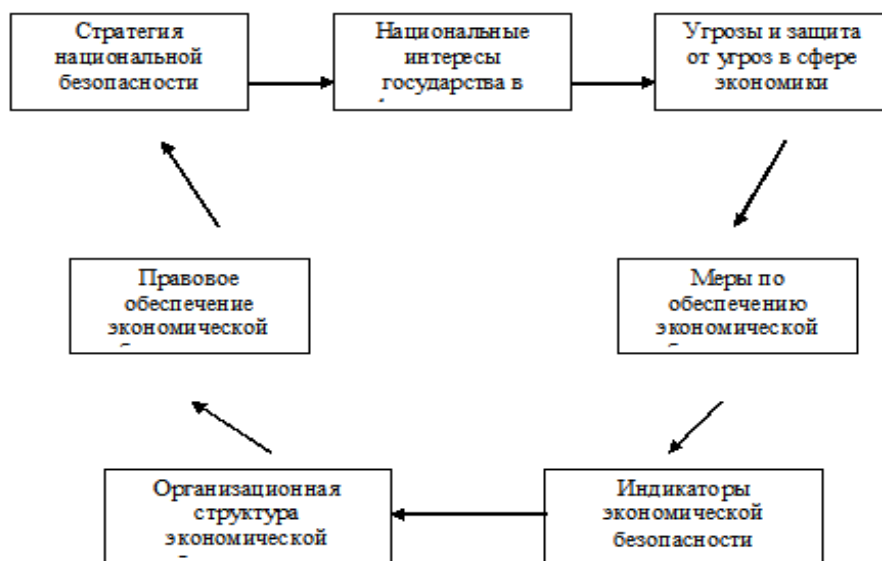 Стратегия
национальной
безопасности
Национальные
интересы
государства в
Угрозы и защита
от угроз в сфере
экономики
Правовое
обеспечение
экономической
Меры по
обеспечению
экономической
Организационная
структура
экономической
Индикаторы
экономической
безопасности